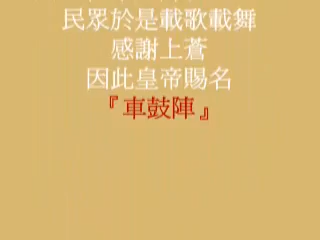 民眾於是載歌載舞
感謝上蒼
因此皇帝賜名
『車鼓陣』